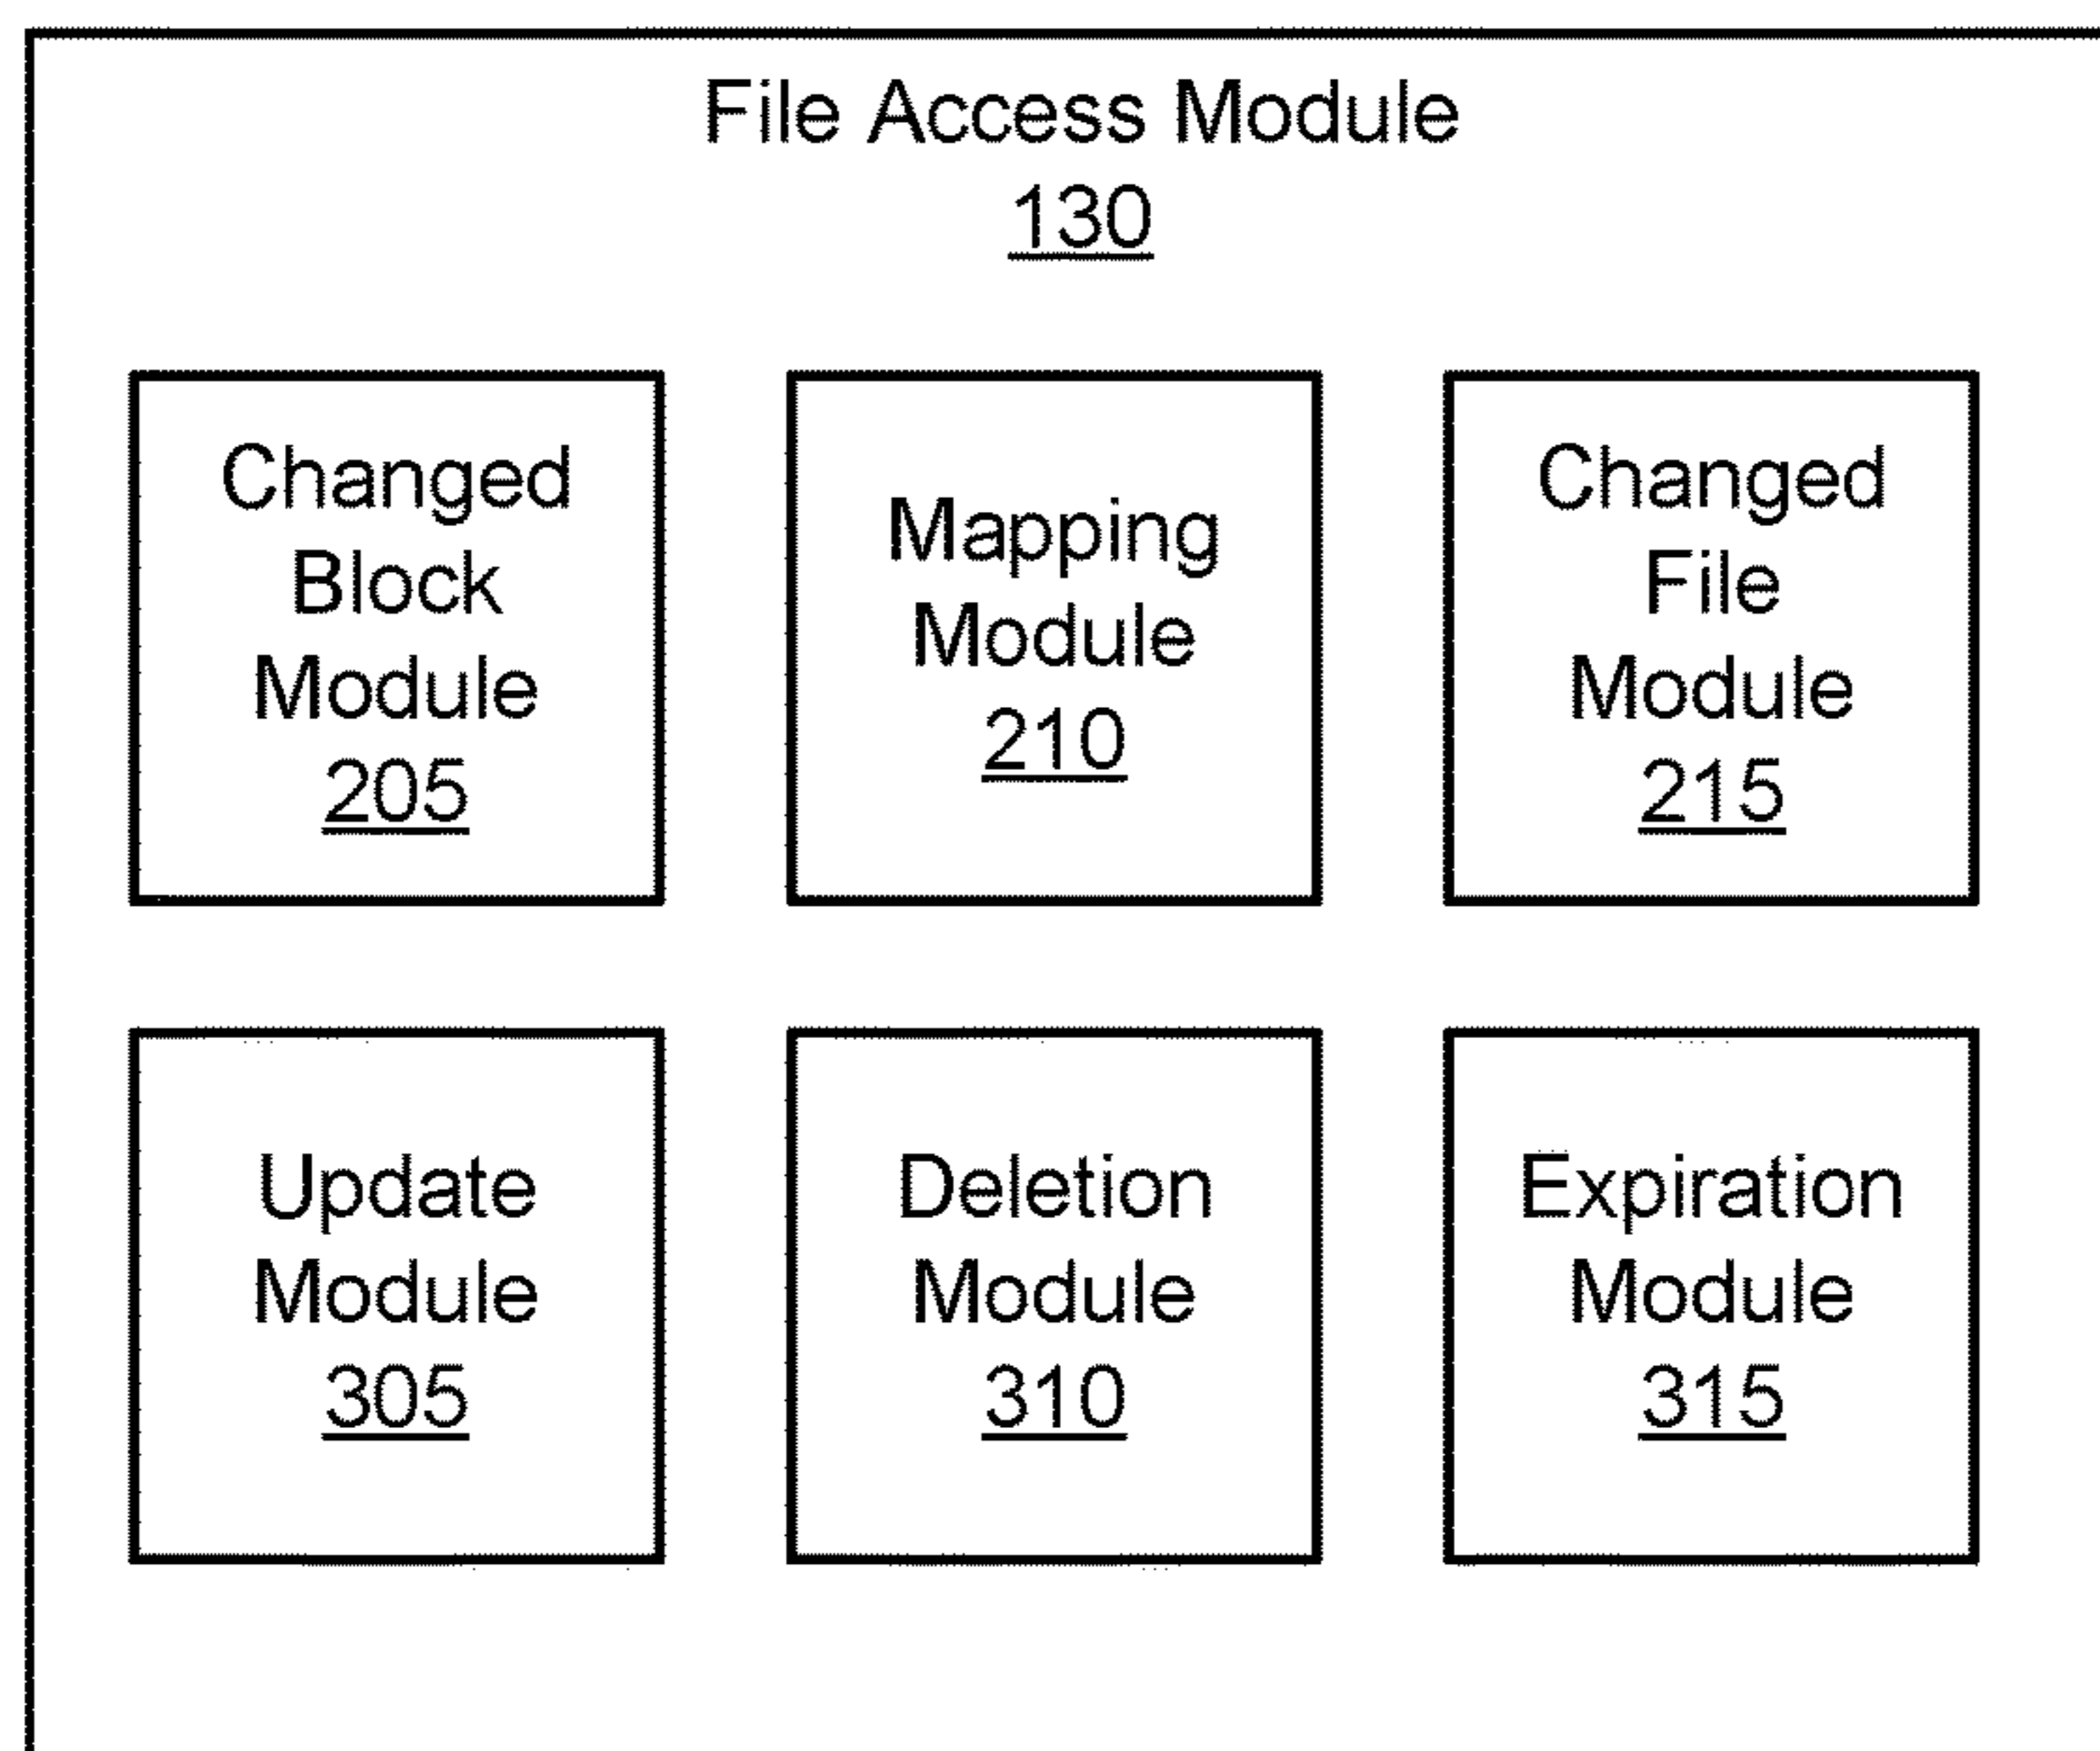 File Access Module
130
Changed
Block
Module
205
Mapping
Module
210
Changed
File
Module
215
Update
Module
305
Deletion
Module
310
Expiration
Module
315